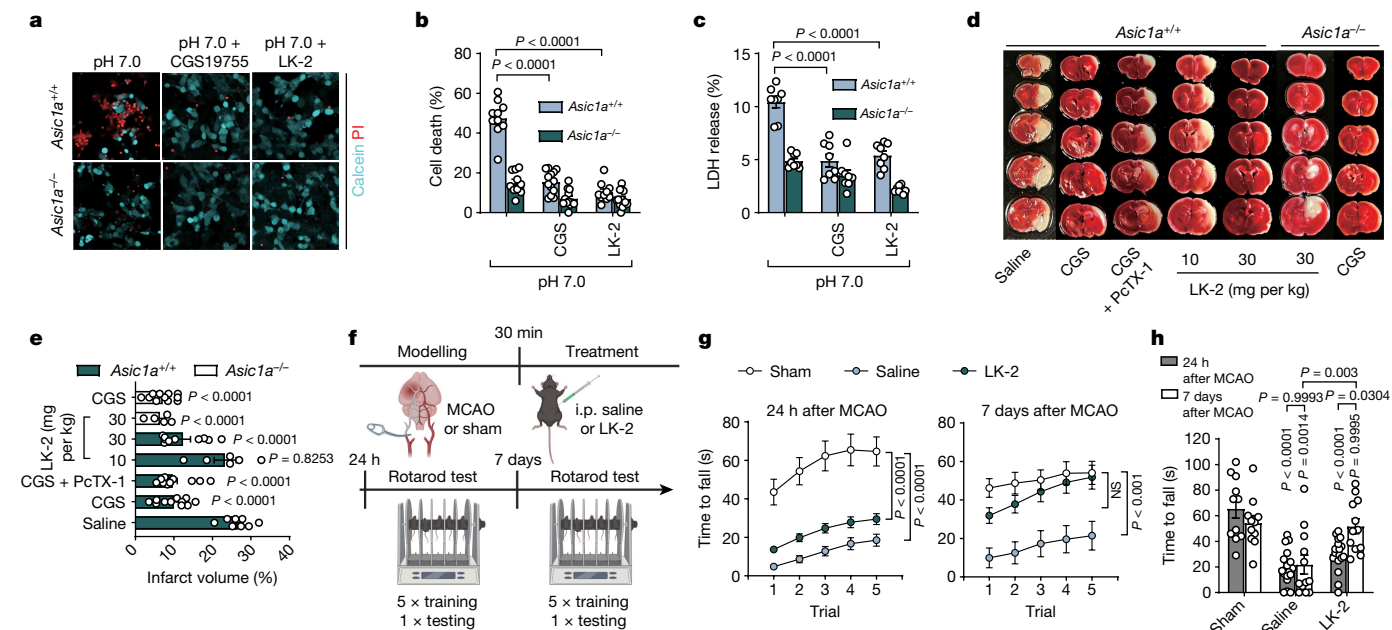 a
pH 7.0
pH 7.0 +
CGS19755
pH 7.0 +
LK-2
Asic1a+/+
Asic1a−/−
Calcein PI
b
P < 0.0001
P < 0.0001
Cell death (%)
80
60
40
20
0
Asic1a+/+
Asic1a−/−
CGS
LK-2
pH 7.0
c
P < 0.0001
P < 0.0001
LDH release (%)
15
10
5
0
Asic1a+/+
Asic1a−/−
CGS
LK-2
pH 7.0
d
Asic1a+/+
Asic1a−/−
Saline
CGS
CGS
+ PcTX-1
10
30
30
LK-2 (mg per kg)
CGS
e
Asic1a+/+
Asic1a−/−
LK-2 (mg
per kg)
CGS
P < 0.0001
30
P < 0.0001
30
P < 0.0001
10
P = 0.8253
CGS + PcTX-1
P < 0.0001
CGS
P < 0.0001
Saline
0
10
20
30
40
Infarct volume (%)
f
30 min
Modelling
Treatment
MCAO
or sham
i.p. saline
or LK-2
24 h
Rotarod test
7 days
Rotarod test
5 × training
1 × testing
5 × training
1 × testing
g
Sham
Saline
LK-2
24 h after MCAO
Time to fall (s)
80
60
40
20
0
1 2 3 4 5
Trial
P < 0.0001
P < 0.0001
7 days after MCAO
80
60
40
20
0
1 2 3 4 5
Trial
NS
P < 0.001
h
24 h
after MCAO
7 days
after MCAO
P = 0.003
P = 0.9993
P = 0.0304
P < 0.0001
P = 0.0014
P < 0.0001
P = 0.9995
Time to fall (s)
120
100
80
60
40
20
0
Sham
Saline
LK-2